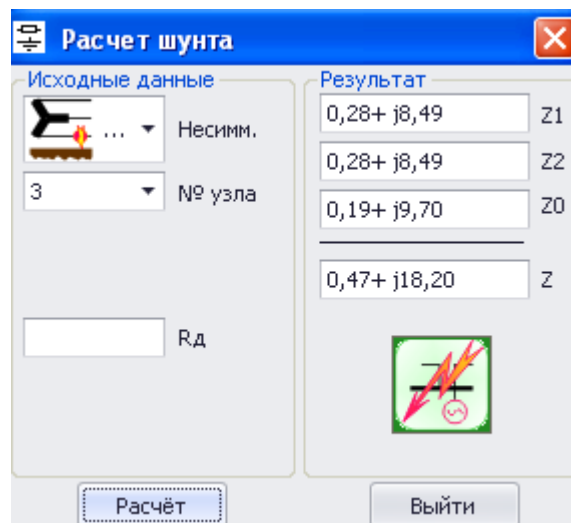 Расчет шунта
Исходные данные
... Несимм.
3 № узла
Rд
Расчёт
Результат
0,28+ j8,49 Z1
0,28+ j8,49 Z2
0,19+ j9,70 Z0
0,47+ j18,20 Z
Выйти